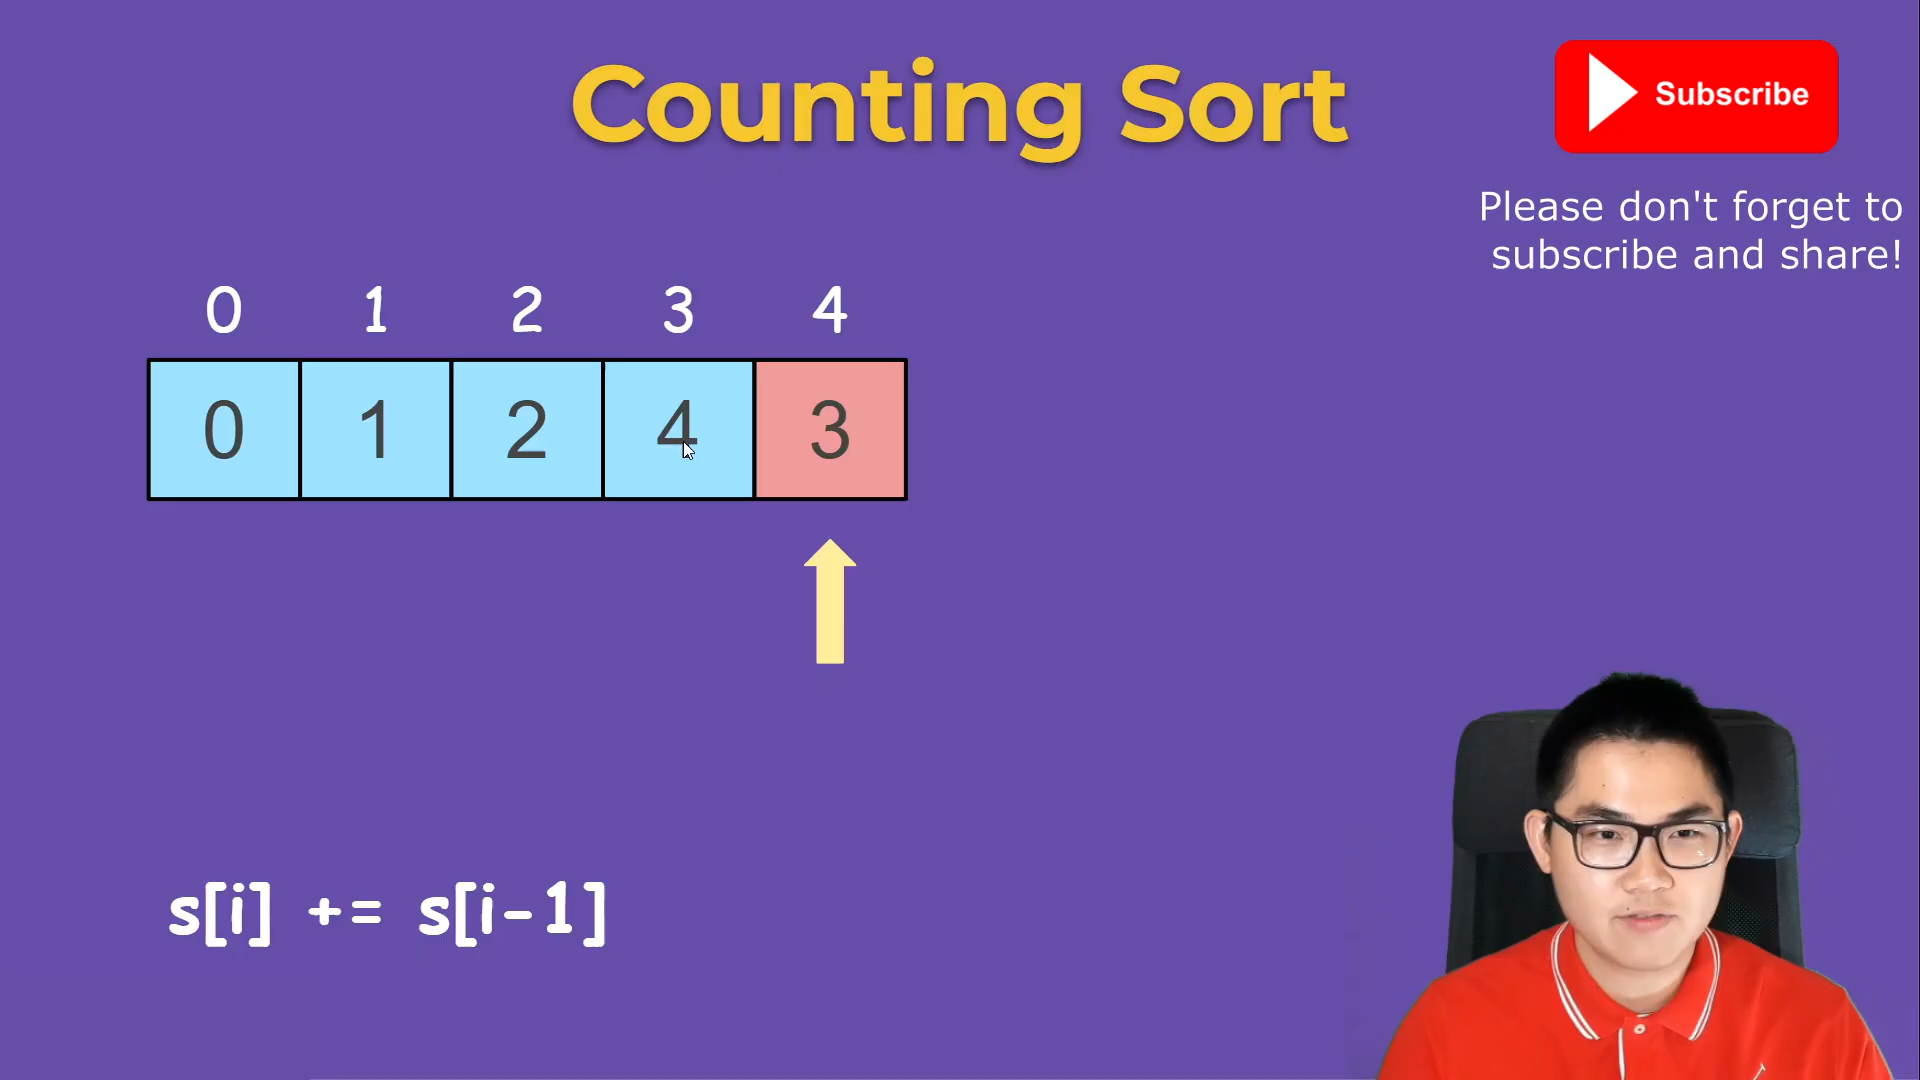 Counting Sort
Subscribe
Please don't forget to
subscribe and share!
0 1 2 3 4
0 1 2 4 3
s[i] += s[i-1]